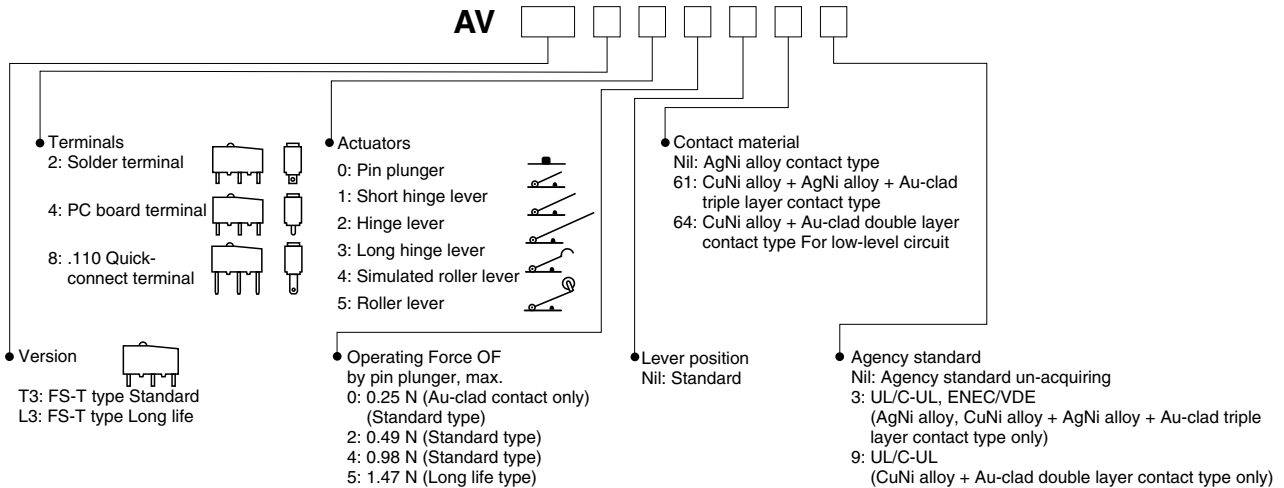 AV
Terminals
2: Solder terminal
4: PC board terminal
8: .110 Quick-
connect terminal
Actuators
0: Pin plunger
1: Short hinge lever
2: Hinge lever
3: Long hinge lever
4: Simulated roller lever
5: Roller lever
Contact material
Nil: AgNi alloy contact type
61: CuNi alloy + AgNi alloy + Au-clad
triple layer contact type
64: CuNi alloy + Au-clad double layer
contact type For low-level circuit
Version
T3: FS-T type Standard
L3: FS-T type Long life
Operating Force OF
by pin plunger, max.
0: 0.25 N (Au-clad contact only)
(Standard type)
2: 0.49 N (Standard type)
4: 0.98 N (Standard type)
5: 1.47 N (Long life type)
Lever position
Nil: Standard
Agency standard
Nil: Agency standard un-acquiring
3: UL/C-UL, ENEC/VDE
(AgNi alloy, CuNi alloy + AgNi alloy + Au-clad triple
layer contact type only)
9: UL/C-UL
(CuNi alloy + Au-clad double layer contact type only)